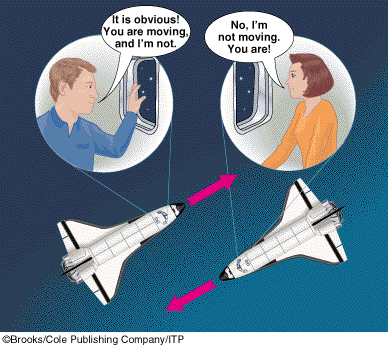 It is obvious!
You are moving,
and I'm not.
No, I'm
not moving.
You are!
©Brooks/Cole Publishing Company/ITP